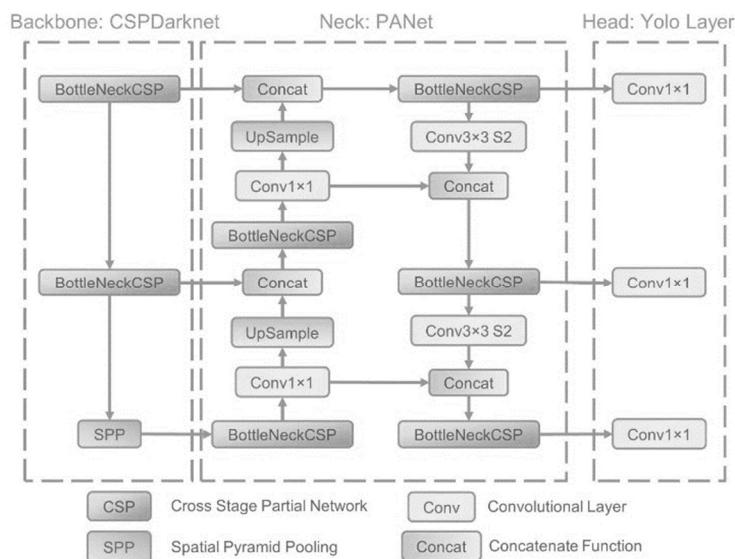 Backbone: CSPDarknet Neck: PANet Head: Yolo Layer
BottleNeckCSP Concat BottleNeckCSP Conv1×1
UpSample Conv3×3 S2
Conv1×1 Concat
BottleNeckCSP
BottleNeckCSP Concat BottleNeckCSP Conv1×1
UpSample Conv3×3 S2
Conv1×1 Concat
SPP BottleNeckCSP BottleNeckCSP Conv1×1
CSP Cross Stage Partial Network Conv Convolutional Layer
SPP Spatial Pyramid Pooling Concat Concatenate Function